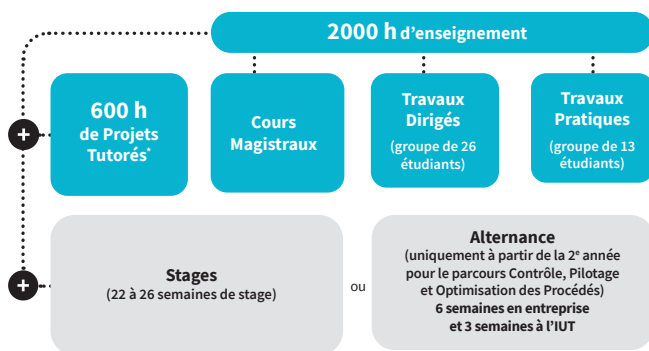 2000 h d'enseignement
+
600 h
de Projets
Tutorés*
Cours
Magistraux
Travaux
Dirigés
(groupe de 26
étudiants)
Travaux
Pratiques
(groupe de 13
étudiants)
+
Stages
(22 à 26 semaines de stage)
ou
Alternance
(uniquement à partir de la 2e année
pour le parcours Contrôle, Pilotage
et Optimisation des Procédés)
6 semaines en entreprise
et 3 semaines à l'IUT